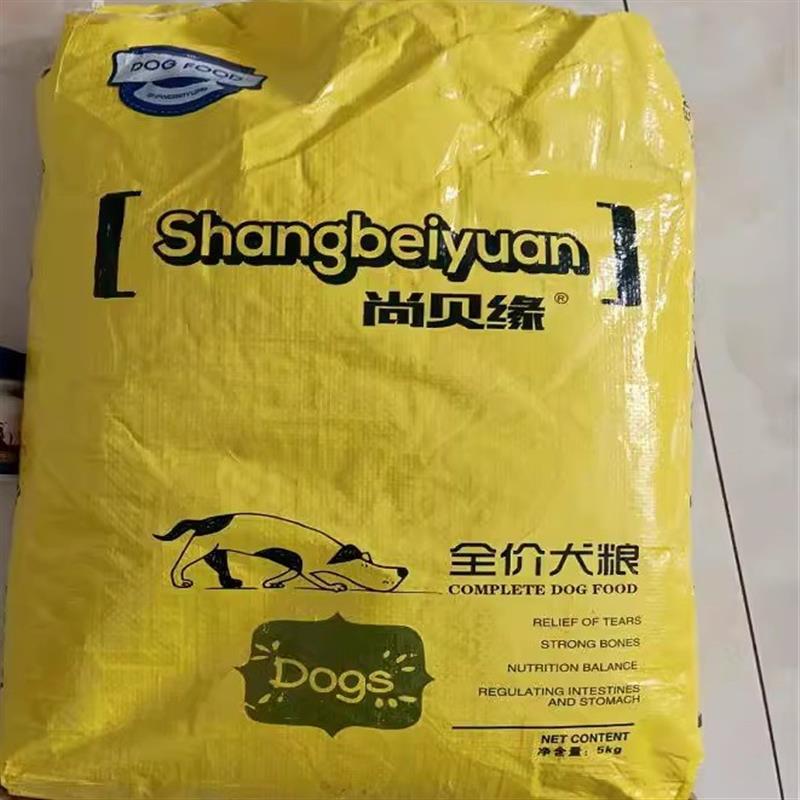 DOG FOOD
SHANGBEIYUAN
[ Shangbeiyuan ]
尚贝缘®
全价犬粮
COMPLETE DOG FOOD
RELIEF OF TEARS
STRONG BONES
NUTRITION BALANCE
REGULATING INTESTINES
AND STOMACH
Dogs
NET CONTENT
净含量：5kg